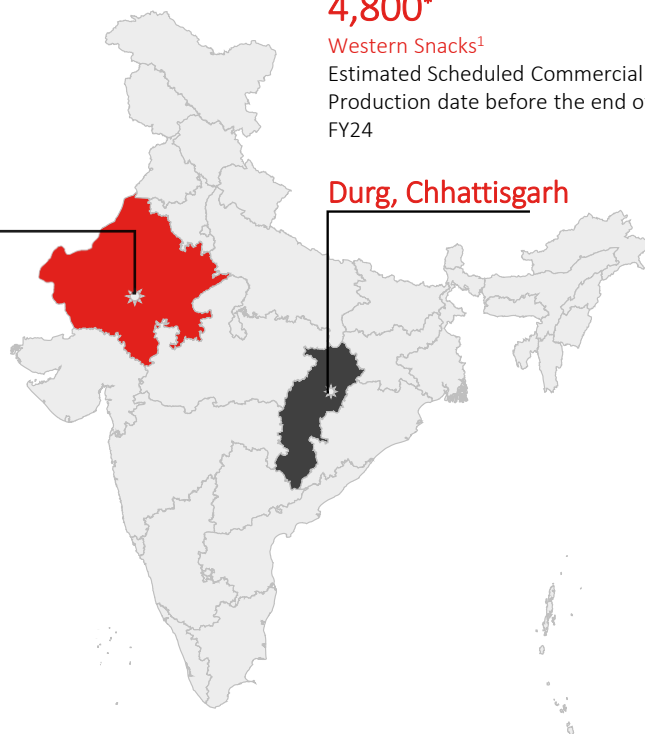 4,800*
Western Snacks¹
Estimated Scheduled Commercial
Production date before the end
FY24
Durg, Chhattisgarh